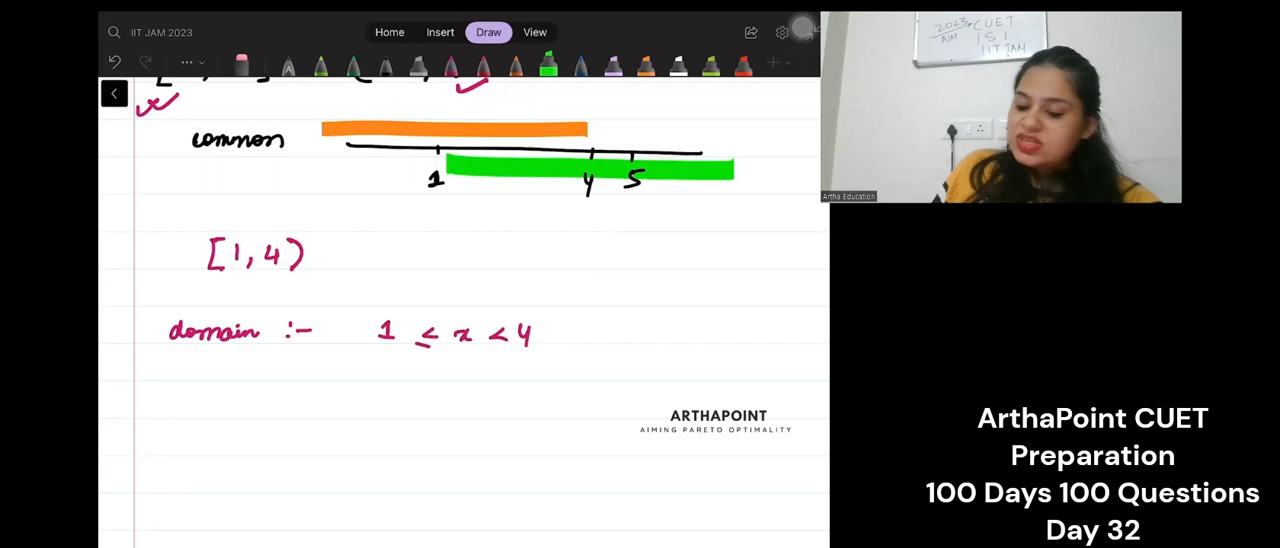 IIT JAM 2023
Home Insert Draw View
2023 CUET
AIM ISI
IIT JAM
common
1 4 5
[1, 4)
domain :- 1 ≤ x < 4
Artha Education
ARTHAPOINT
AIMING PARETO OPTIMALITY
ArthaPoint CUET
Preparation
100 Days 100 Questions
Day 32